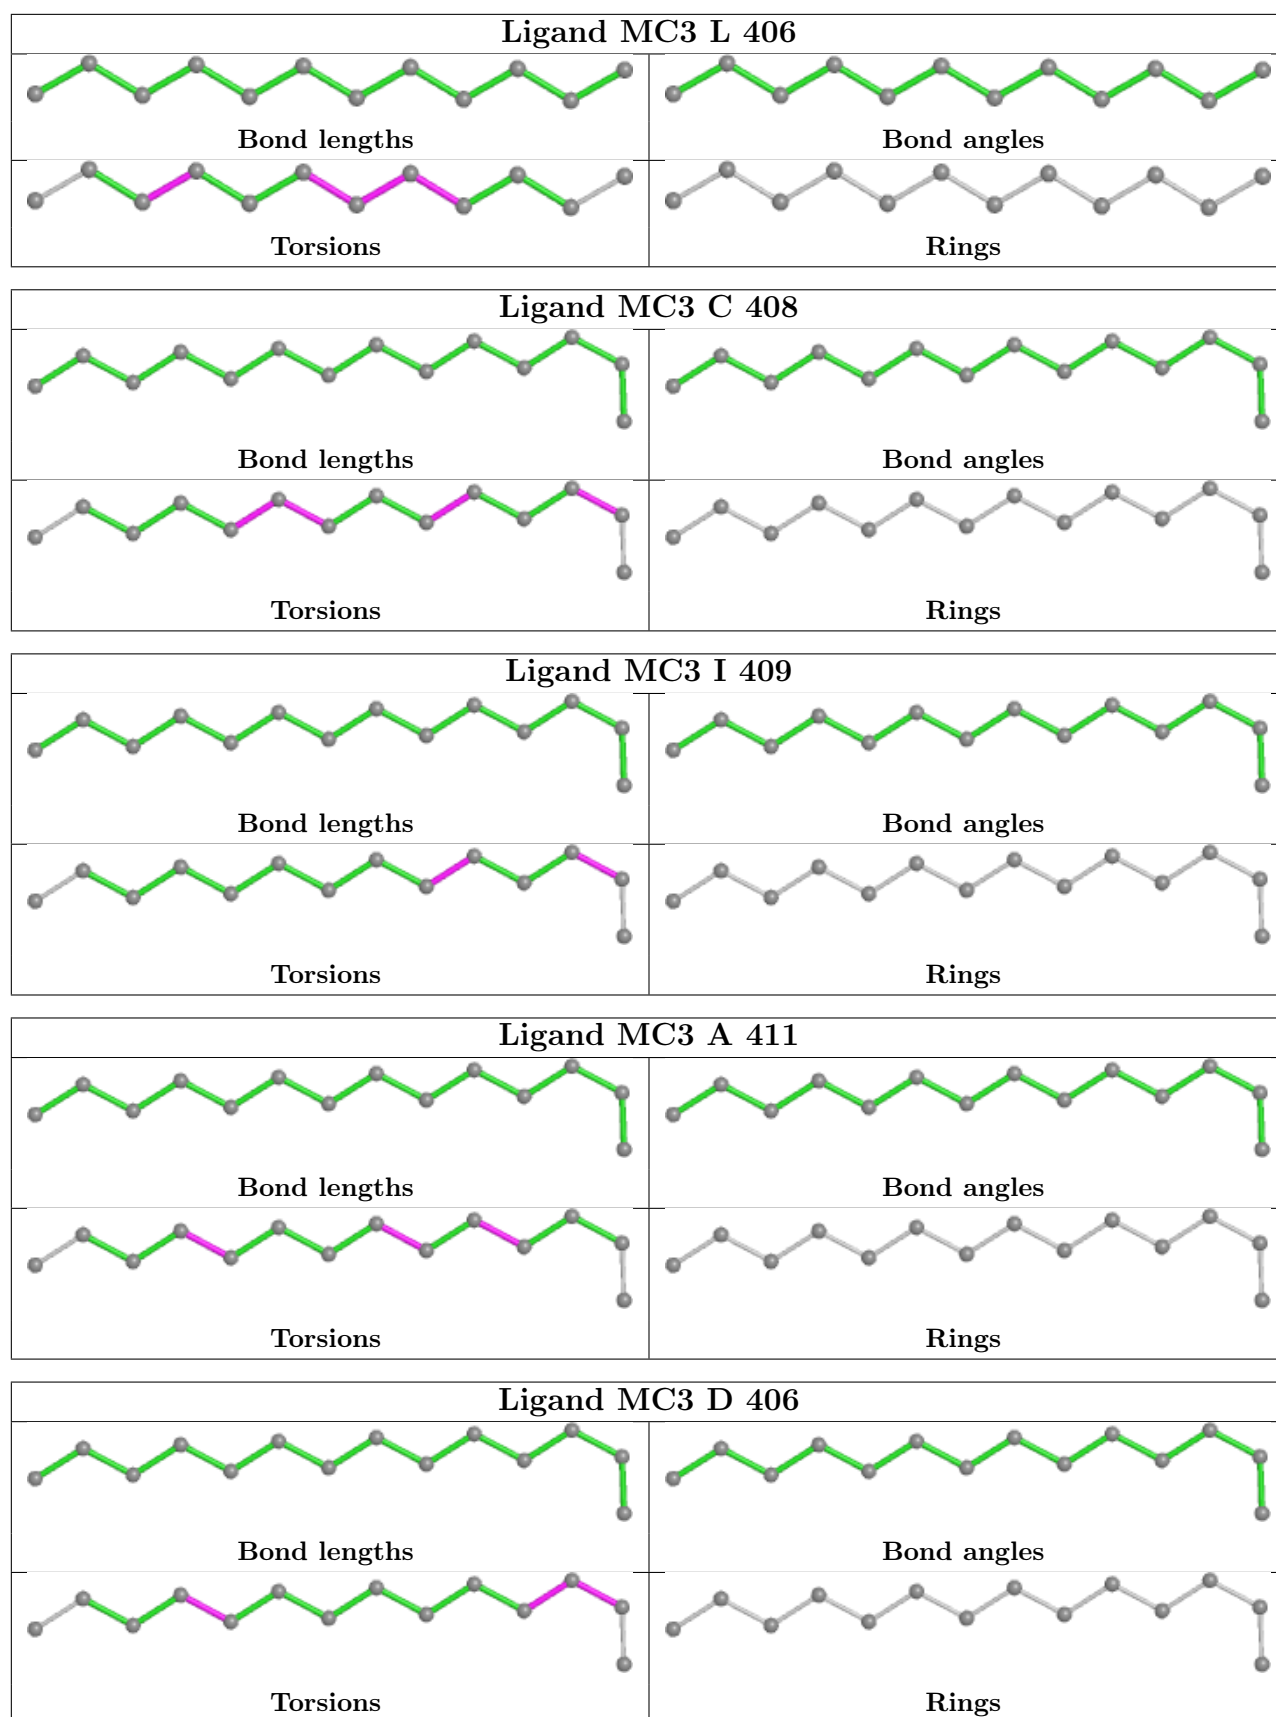 Ligand MC3 L 406
Bond lengths
Bond angles
Torsions
Rings
Ligand MC3 C 408
Bond lengths
Bond angles
Torsions
Rings
Ligand MC3 I 409
Bond lengths
Bond angles
Torsions
Rings
Ligand MC3 A 411
Bond lengths
Bond angles
Torsions
Rings
Ligand MC3 D 406
Bond lengths
Bond angles
Torsions
Rings